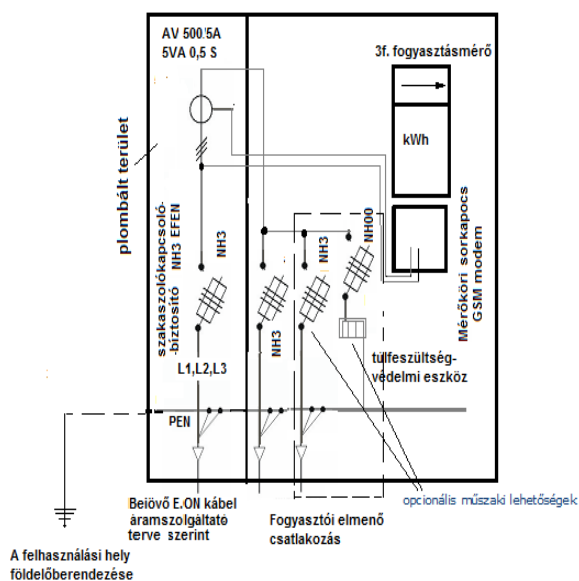 AV 500/5A
5VA 0,5 S
3f. fogyasztásmérő
kWh
plombált terület
szakaszolókapcsoló-
-biztosító NH3 EFEN
NH3
NH3
NH3
NH00
Mérőköri sorkapocs
GSM modem
túlfeszültség-
védelmi eszköz
L1,L2,L3
PEN
Beiövő E.ON kábel
áramszolgáltató
terve szerint
Fogyasztói elmenő
csatlakozás
opcionális műszaki lehetőségek
A felhasználási hely
földelőberendezése